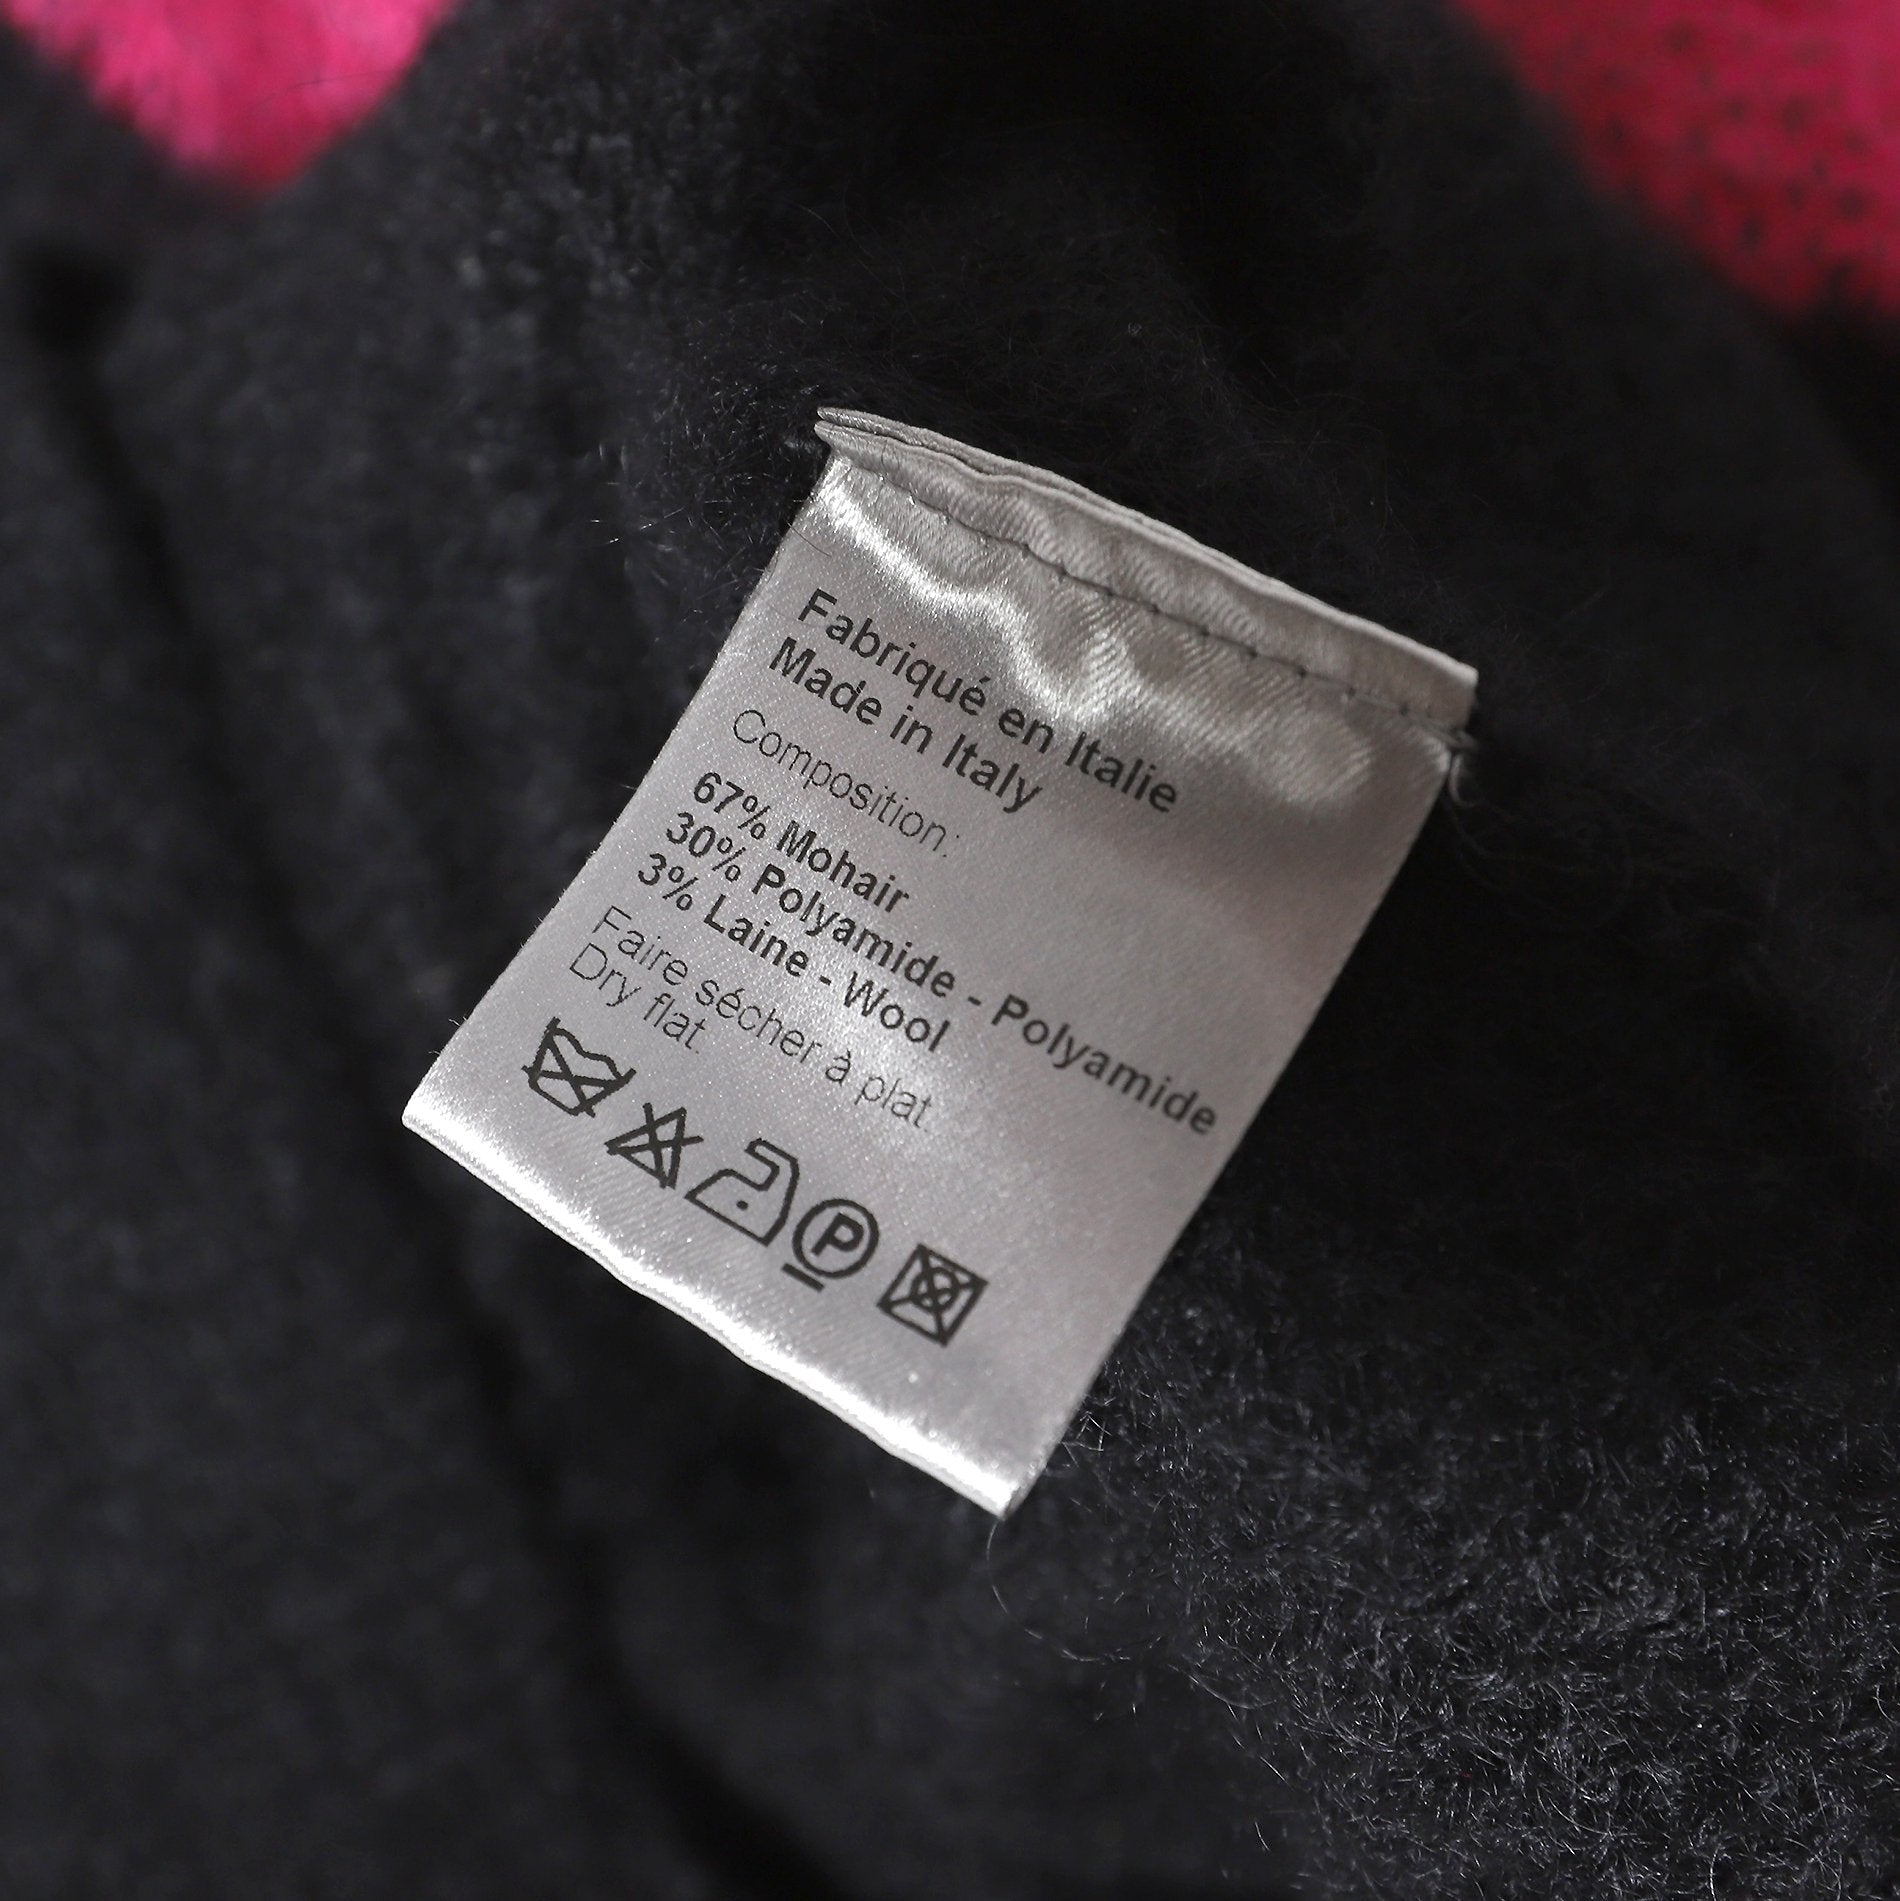 Fabriqué en Italie
Made in Italy
Composition:
67% Mohair
30% Polyamide - Polyamide
3% Laine - Wool
Faire sécher à plat.
Dry flat.
P